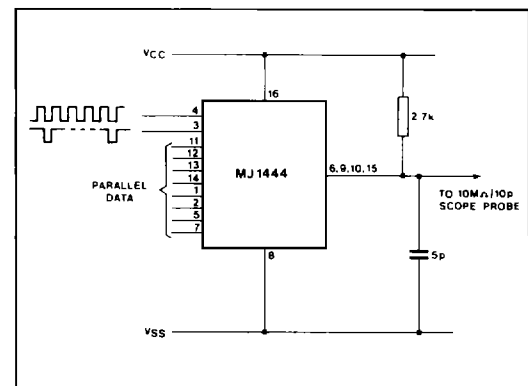 VCC
16
4
3
2.7k
11
12
13
14
1
2
5
7
PARALLEL
DATA
MJ1444
6,9,10,15
TO 10MΩ/10p
SCOPE PROBE
8
5p
VSS